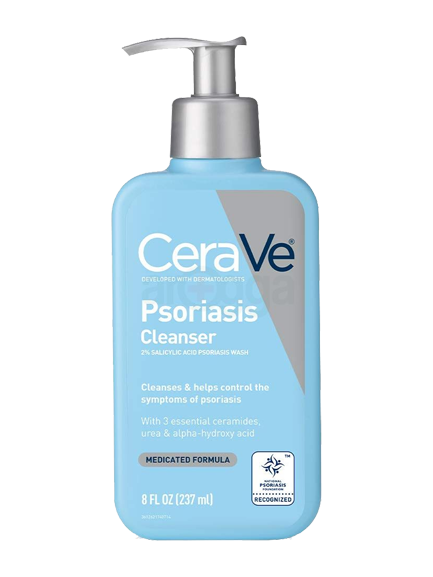 CeraVe®
DEVELOPED WITH DERMATOLOGISTS
Psoriasis
Cleanser
2% SALICYLIC ACID PSORIASIS WASH
Cleanses & helps control the
symptoms of psoriasis
With 3 essential ceramides,
urea & alpha-hydroxy acid
MEDICATED FORMULA
8 FL OZ (237 ml)
TM
NATIONAL
PSORIASIS
FOUNDATION
RECOGNIZED